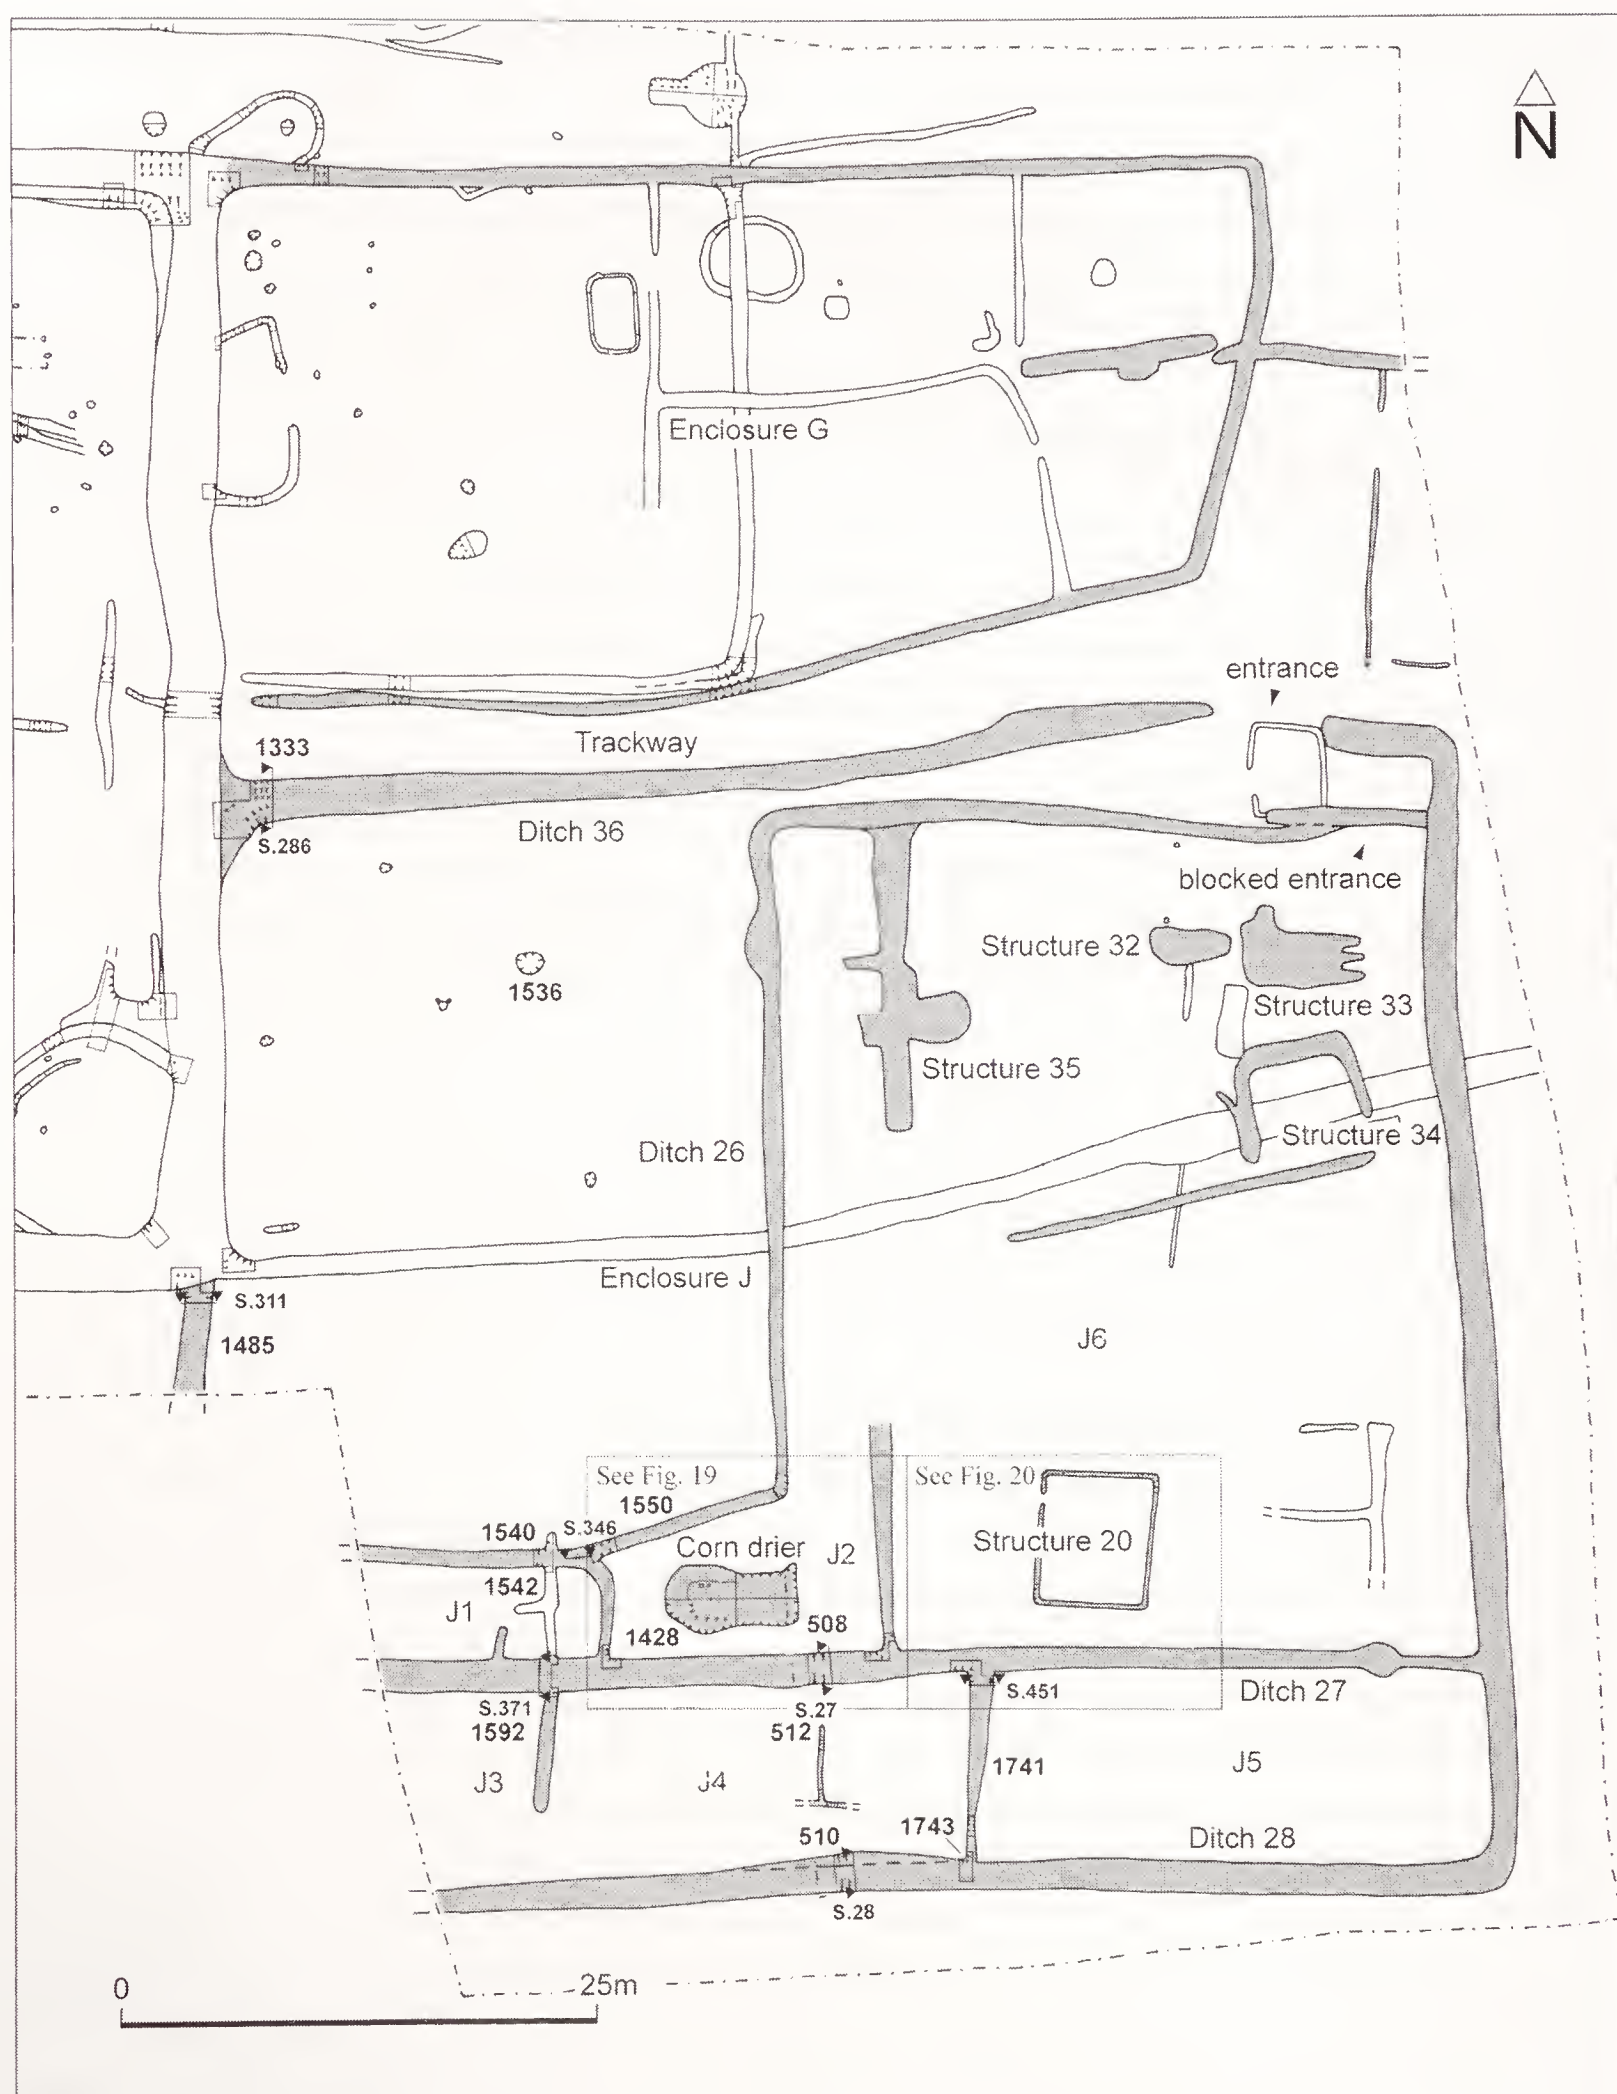 N
Enclosure G
entrance
Trackway
1333
Ditch 36
S.286
blocked entrance
Structure 32
1536
Structure 33
Structure 35
Structure 34
Ditch 26
Enclosure J
S.311
1485
J6
See Fig. 19
See Fig. 20
1550
1540
S.346
Structure 20
Corn drier
J2
1542
J1
508
1428
S.371
S.27
S.451
Ditch 27
1592
512
J3
J4
1741
J5
1743
510
Ditch 28
S.28
0
25m